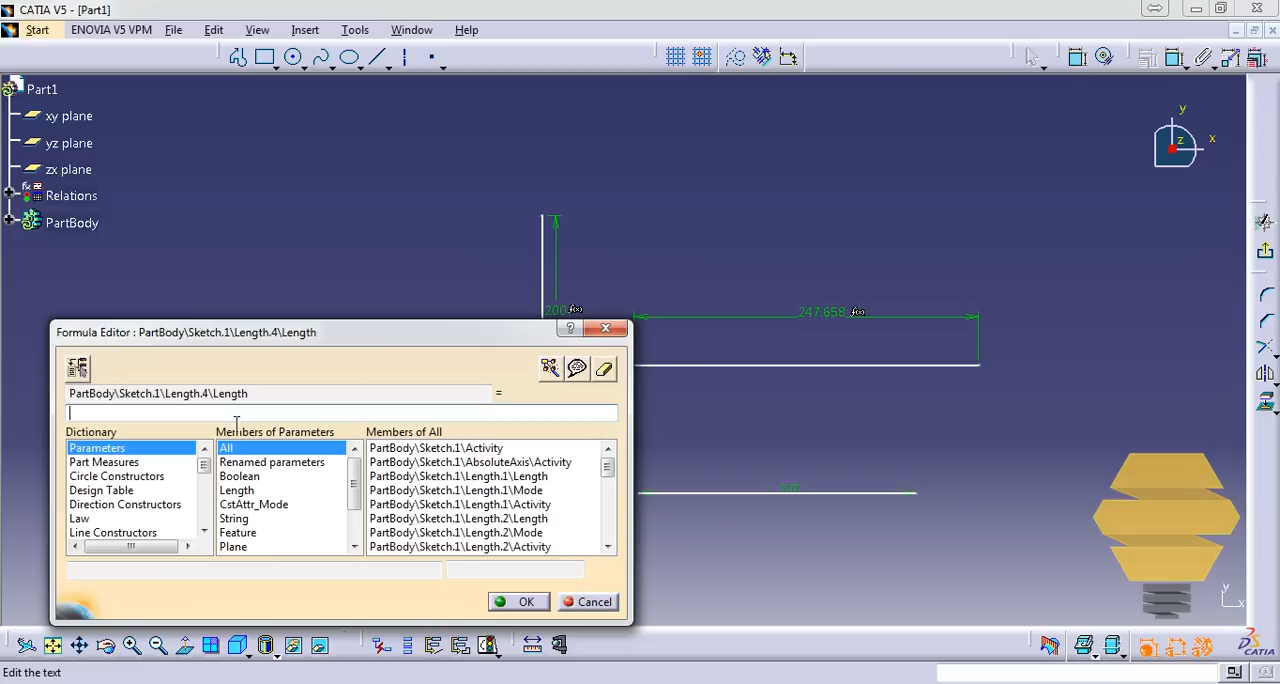 CATIA V5 - [Part1]
Start ENOVIA V5 VPM File Edit View Insert Tools Window Help
Part1
xy plane
yz plane
zx plane
Relations
PartBody
y
x
z
200
247.658
200
Formula Editor : PartBody\Sketch.1\Length.4\Length
PartBody\Sketch.1\Length.4\Length =
Dictionary Members of Parameters Members of All
Parameters All PartBody\Sketch.1\Activity
Part Measures Renamed parameters PartBody\Sketch.1\AbsoluteAxis\Activity
Circle Constructors Boolean PartBody\Sketch.1\Length.1\Length
Design Table Length PartBody\Sketch.1\Length.1\Mode
Direction Constructors CstAttr_Mode PartBody\Sketch.1\Length.1\Activity
Law String PartBody\Sketch.1\Length.2\Length
Line Constructors Feature PartBody\Sketch.1\Length.2\Mode
Plane PartBody\Sketch.1\Length.2\Activity
OK Cancel
y
x
CATIA
Edit the text